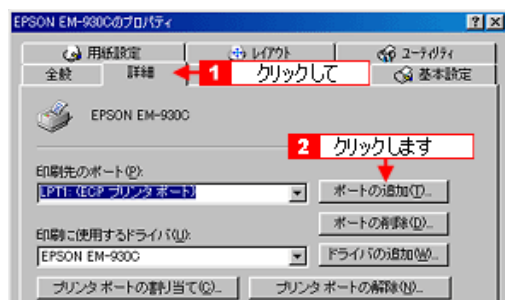 EPSON EM-930Cのプロパティ
用紙設定 レイアウト ユーティリティ
全般 詳細 1 クリックして 基本設定
EPSON EM-930C
2 クリックします
印刷先のポート(P):
LPT1: (ECP プリンタ ポート) ポートの追加(T)...
ポートの削除(D)...
印刷に使用するドライバ(U):
EPSON EM-930C ドライバの追加(W)...
プリンタ ポートの割り当て(C)... プリンタ ポートの解除(N)...